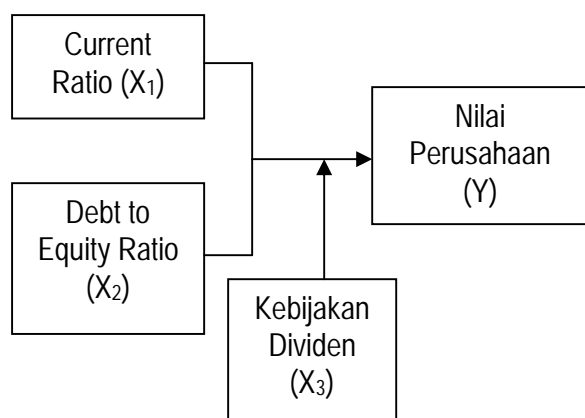 Current
Ratio (X₁)
Nilai
Perusahaan
(Y)
Debt to
Equity Ratio
(X₂)
Kebijakan
Dividen
(X₃)